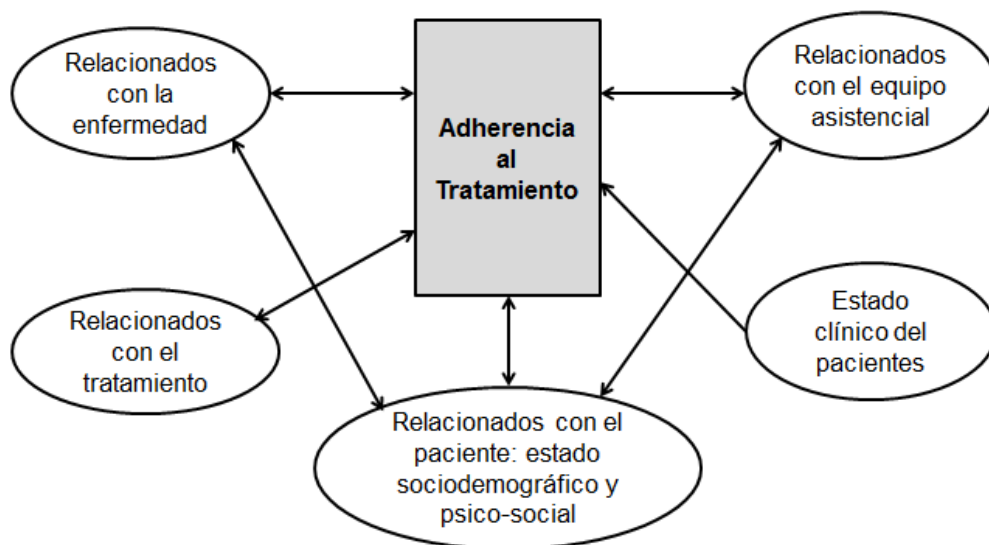 Relacionados
con la
enfermedad
Adherencia
al
Tratamiento
Relacionados
con el equipo
asistencial
Relacionados
con el
tratamiento
Estado
clínico del
pacientes
Relacionados con el
paciente: estado
sociodemográfico y
psico-social